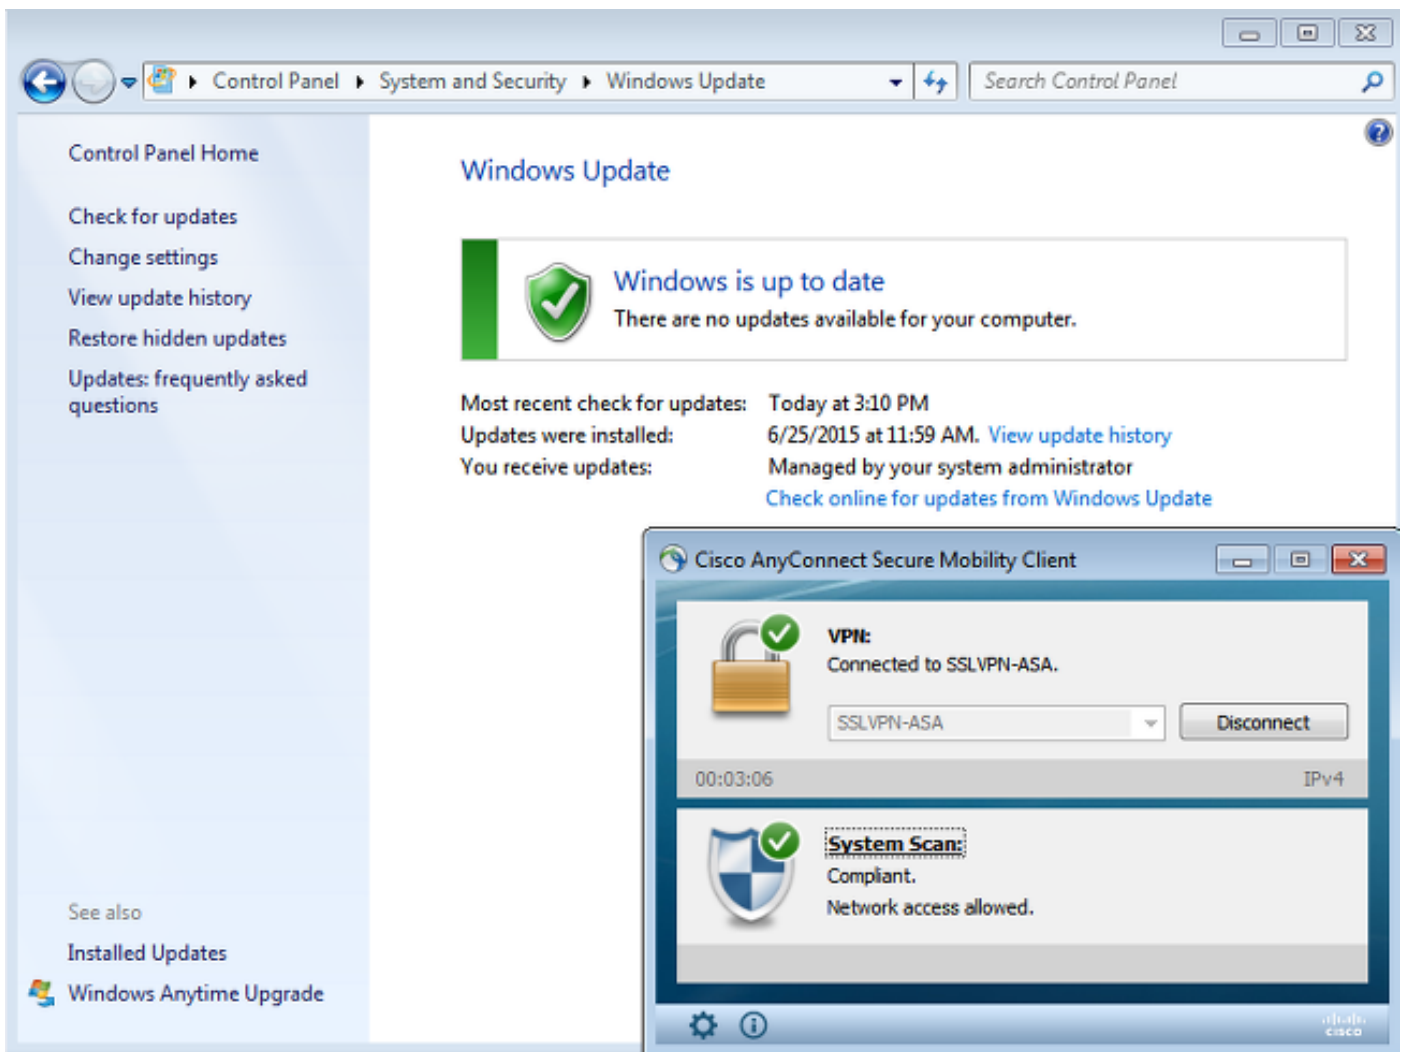 Control Panel
System and Security
Windows Update
Search Control Panel
Control Panel Home
Check for updates
Change settings
View update history
Restore hidden updates
Updates: frequently asked
questions
See also
Installed Updates
Windows Anytime Upgrade
Windows Update
Windows is up to date
There are no updates available for your computer.
Most recent check for updates: Today at 3:10 PM
Updates were installed: 6/25/2015 at 11:59 AM. View update history
You receive updates: Managed by your system administrator
Check online for updates from Windows Update
Cisco AnyConnect Secure Mobility Client
VPN:
Connected to SSLVPN-ASA.
SSLVPN-ASA
Disconnect
00:03:06
IPv4
System Scan:
Compliant.
Network access allowed.
cisco